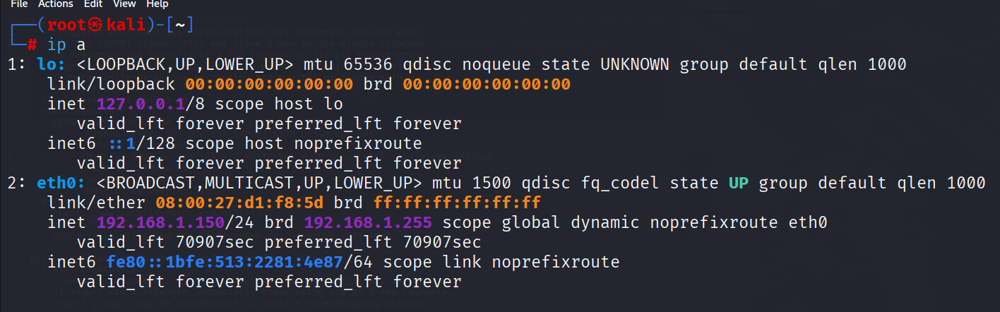 File Actions Edit View Help
┌──(root㉿kali)-[~]
└─# ip a
1: lo: <LOOPBACK,UP,LOWER_UP> mtu 65536 qdisc noqueue state UNKNOWN group default qlen 1000
link/loopback 00:00:00:00:00:00 brd 00:00:00:00:00:00
inet 127.0.0.1/8 scope host lo
valid_lft forever preferred_lft forever
inet6 ::1/128 scope host noprefixroute
valid_lft forever preferred_lft forever
2: eth0: <BROADCAST,MULTICAST,UP,LOWER_UP> mtu 1500 qdisc fq_codel state UP group default qlen 1000
link/ether 08:00:27:d1:f8:5d brd ff:ff:ff:ff:ff:ff
inet 192.168.1.150/24 brd 192.168.1.255 scope global dynamic noprefixroute eth0
valid_lft 70907sec preferred_lft 70907sec
inet6 fe80::1bfe:513:2281:4e87/64 scope link noprefixroute
valid_lft forever preferred_lft forever